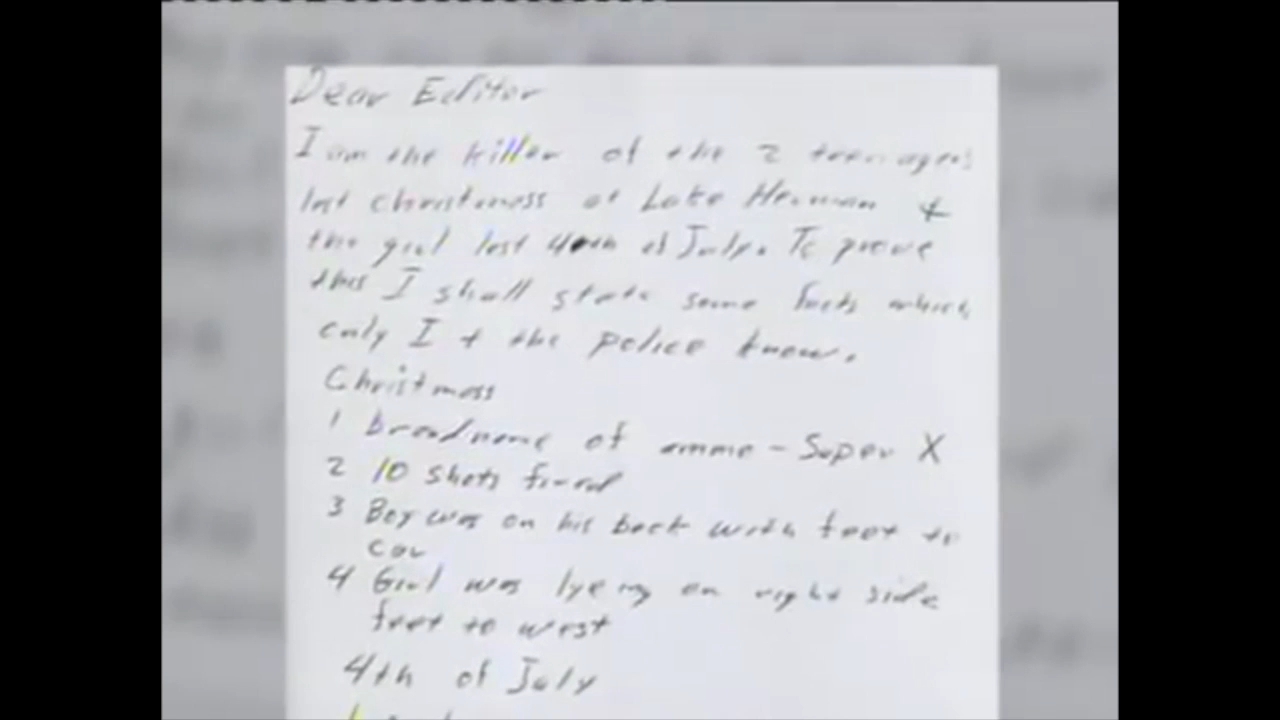 Dear Editor
I am the killer of the 2 teenagers
last christmass at Lake Herman &
the girl last 4th of July. To prove
this I shall state some facts which
only I + the police know.
Christmass
1 brand name of ammo - Super X
2 10 shots fired
3 Boy was on his back with feet to
car
4 Girl was lyeing on right side
feet to west
4th of July